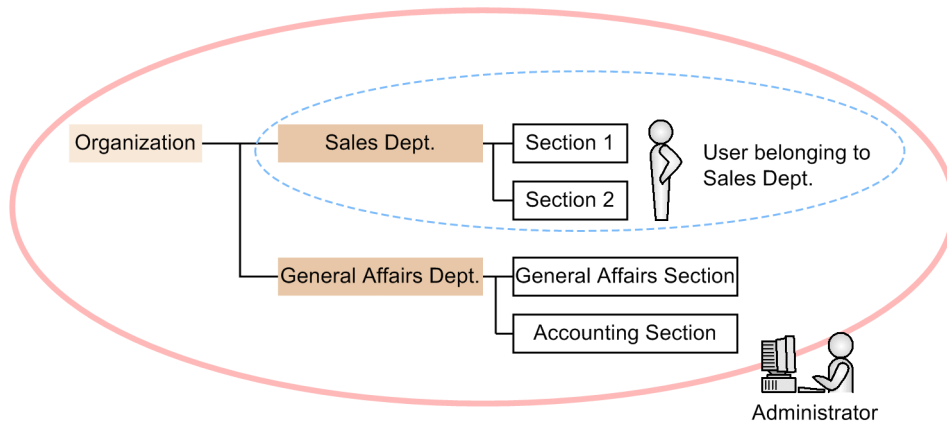 Organization
Sales Dept.
Section 1
Section 2
User belonging to
Sales Dept.
General Affairs Dept.
General Affairs Section
Accounting Section
Administrator